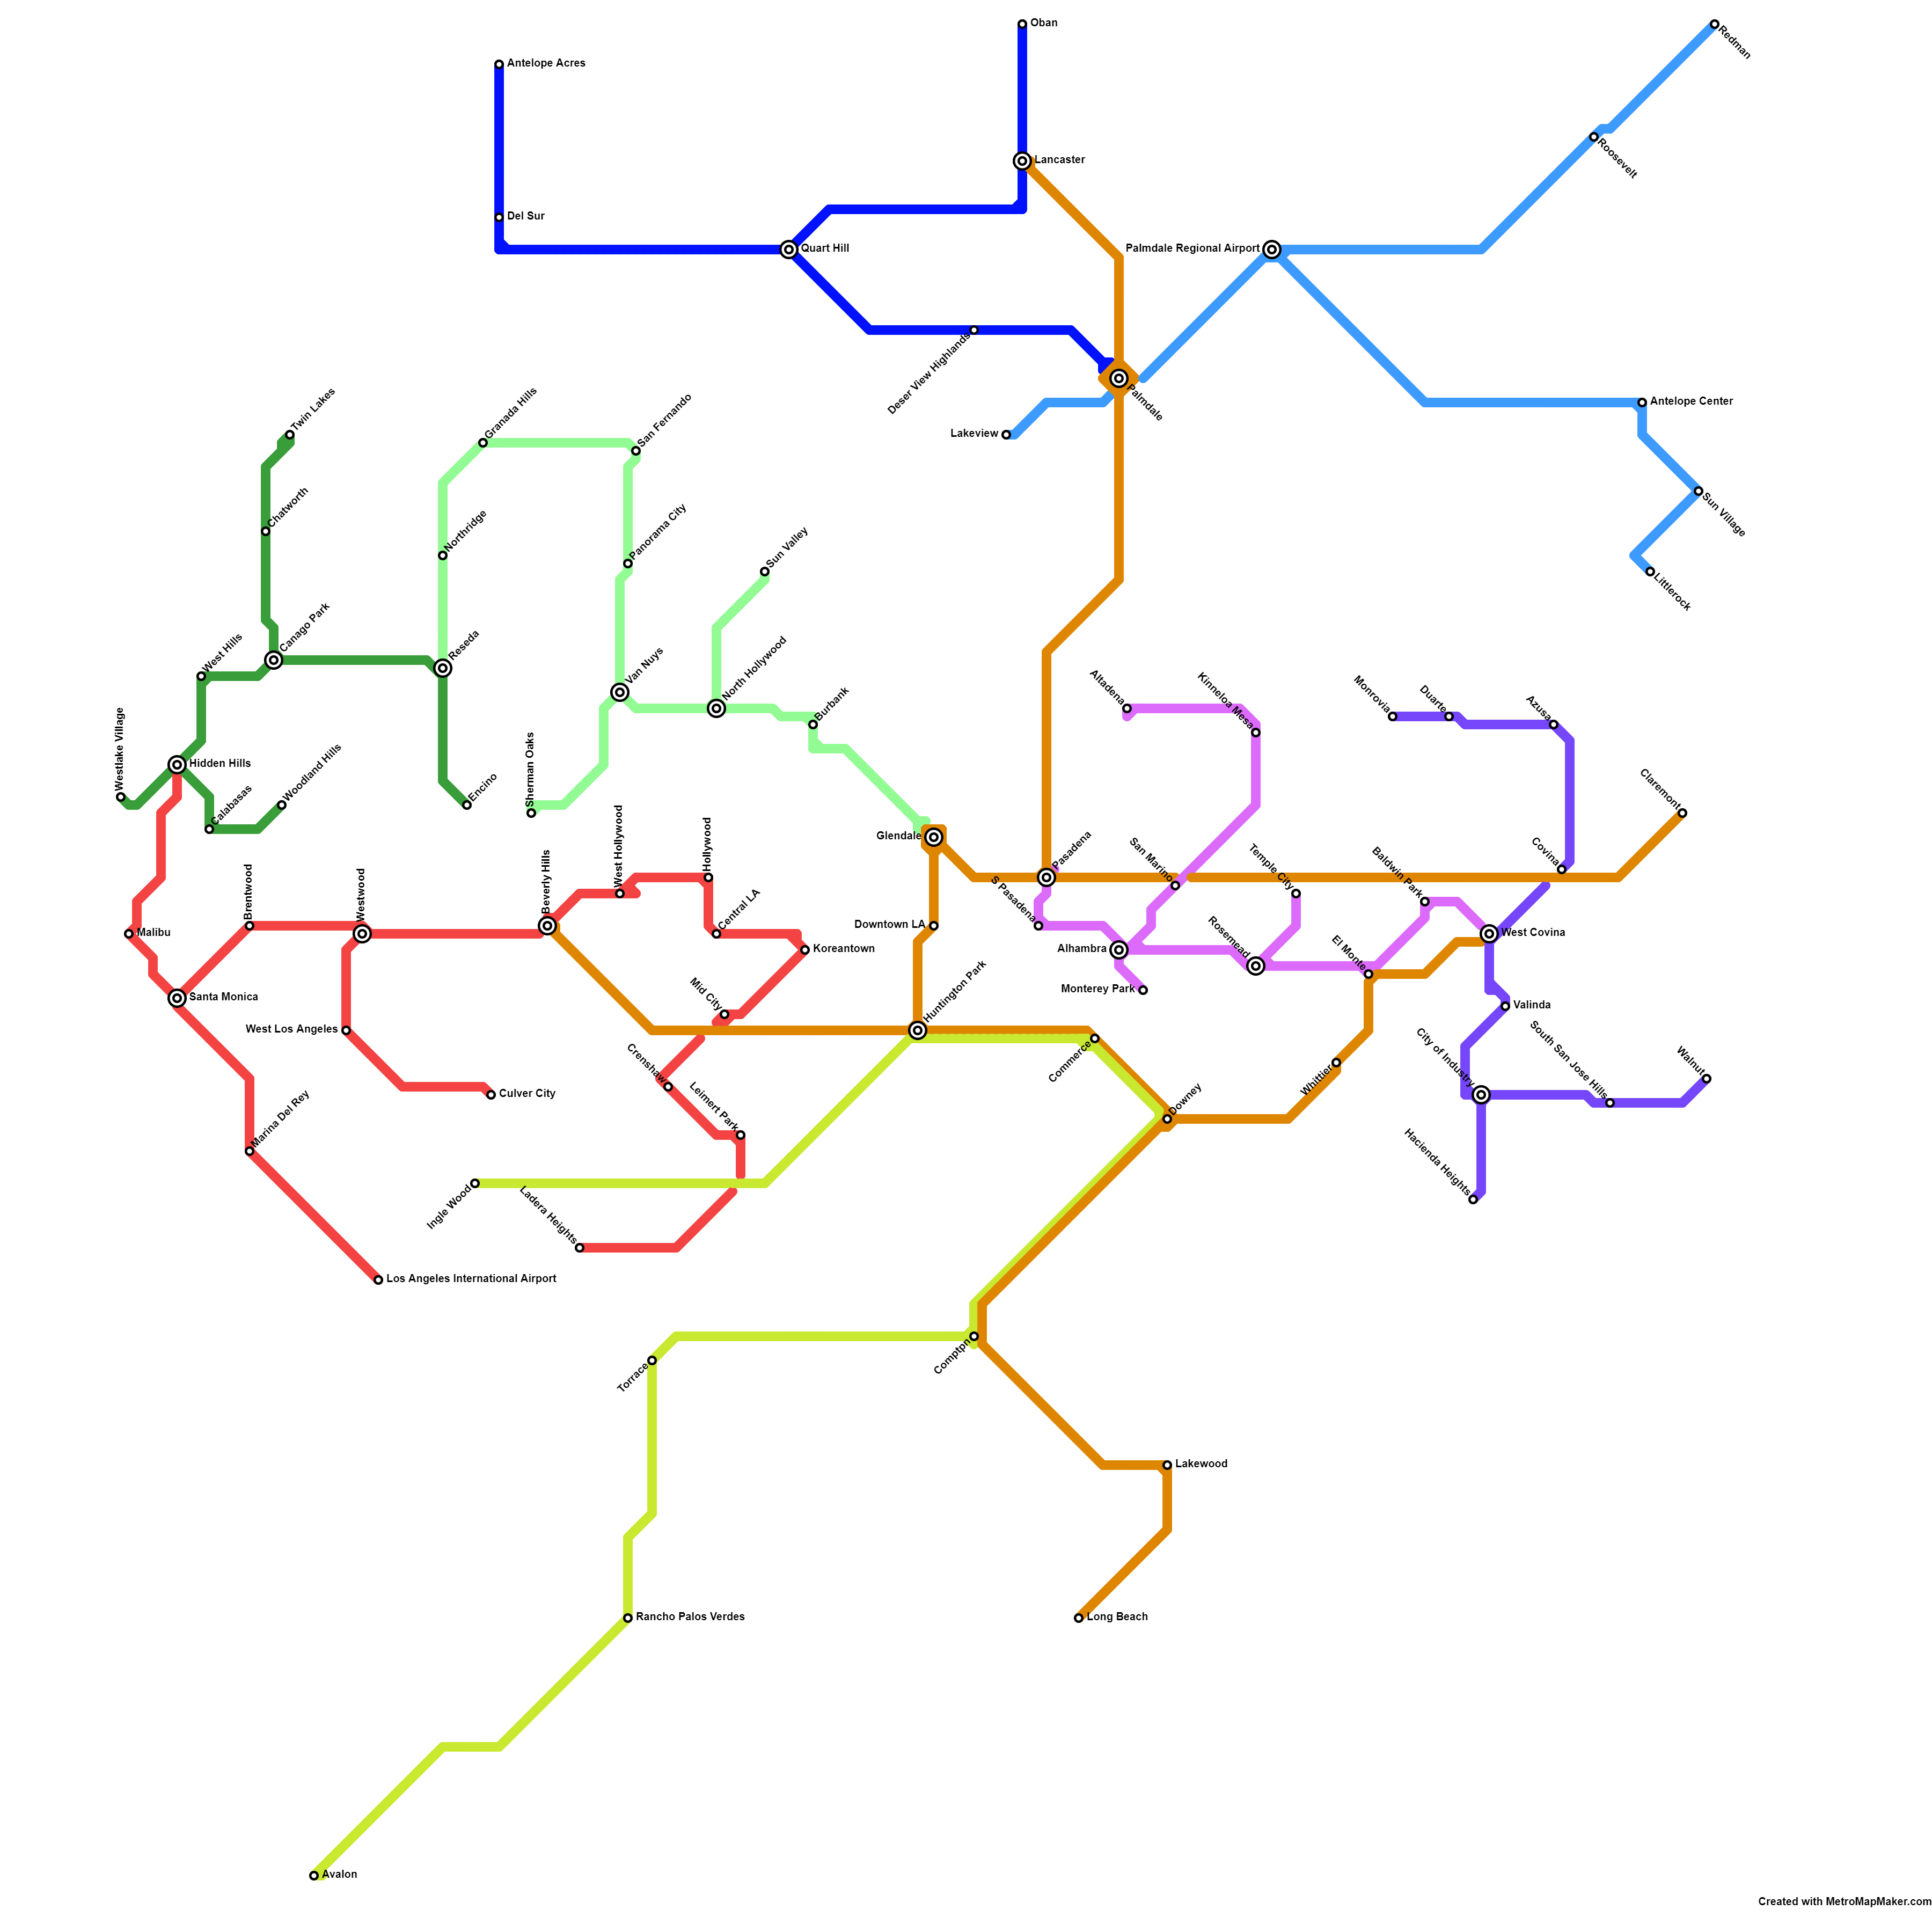 Oban
Redman
Antelope Acres
Roosevelt
Lancaster
Del Sur
Quart Hill
Palmdale Regional Airport
Deser View Highlands
Palmdale
Antelope Center
Lakeview
Twin Lakes
Granada Hills
San Fernando
Sun Village
Chatworth
Northridge
Panorama City
Sun Valley
Littlerock
Canago Park
West Hills
Reseda
Van Nuys
North Hollywood
Burbank
Altadena
Kinneloa Mesa
Monrovia
Duarte
Azusa
Westlake Village
Hidden Hills
Woodland Hills
Calabasas
Encino
Sherman Oaks
Claremont
Glendale
West Hollywood
Hollywood
Pasadena
San Marino
Temple City
Baldwin Park
Covina
Brentwood
Westwood
Beverly Hills
Central LA
Downtown LA
S Pasadena
Malibu
Koreantown
Alhambra
Rosemead
El Monte
West Covina
Monterey Park
Santa Monica
Mid City
Huntington Park
Valinda
West Los Angeles
Commerce
Crenshaw
Whittier
City of Industry
South San Jose Hills
Walnut
Culver City
Leimert Park
Downey
Marina Del Rey
Ingle Wood
Ladera Heights
Hacienda Heights
Los Angeles International Airport
Comptpn
Torrace
Lakewood
Rancho Palos Verdes
Long Beach
Avalon
Created with MetroMapMaker.com